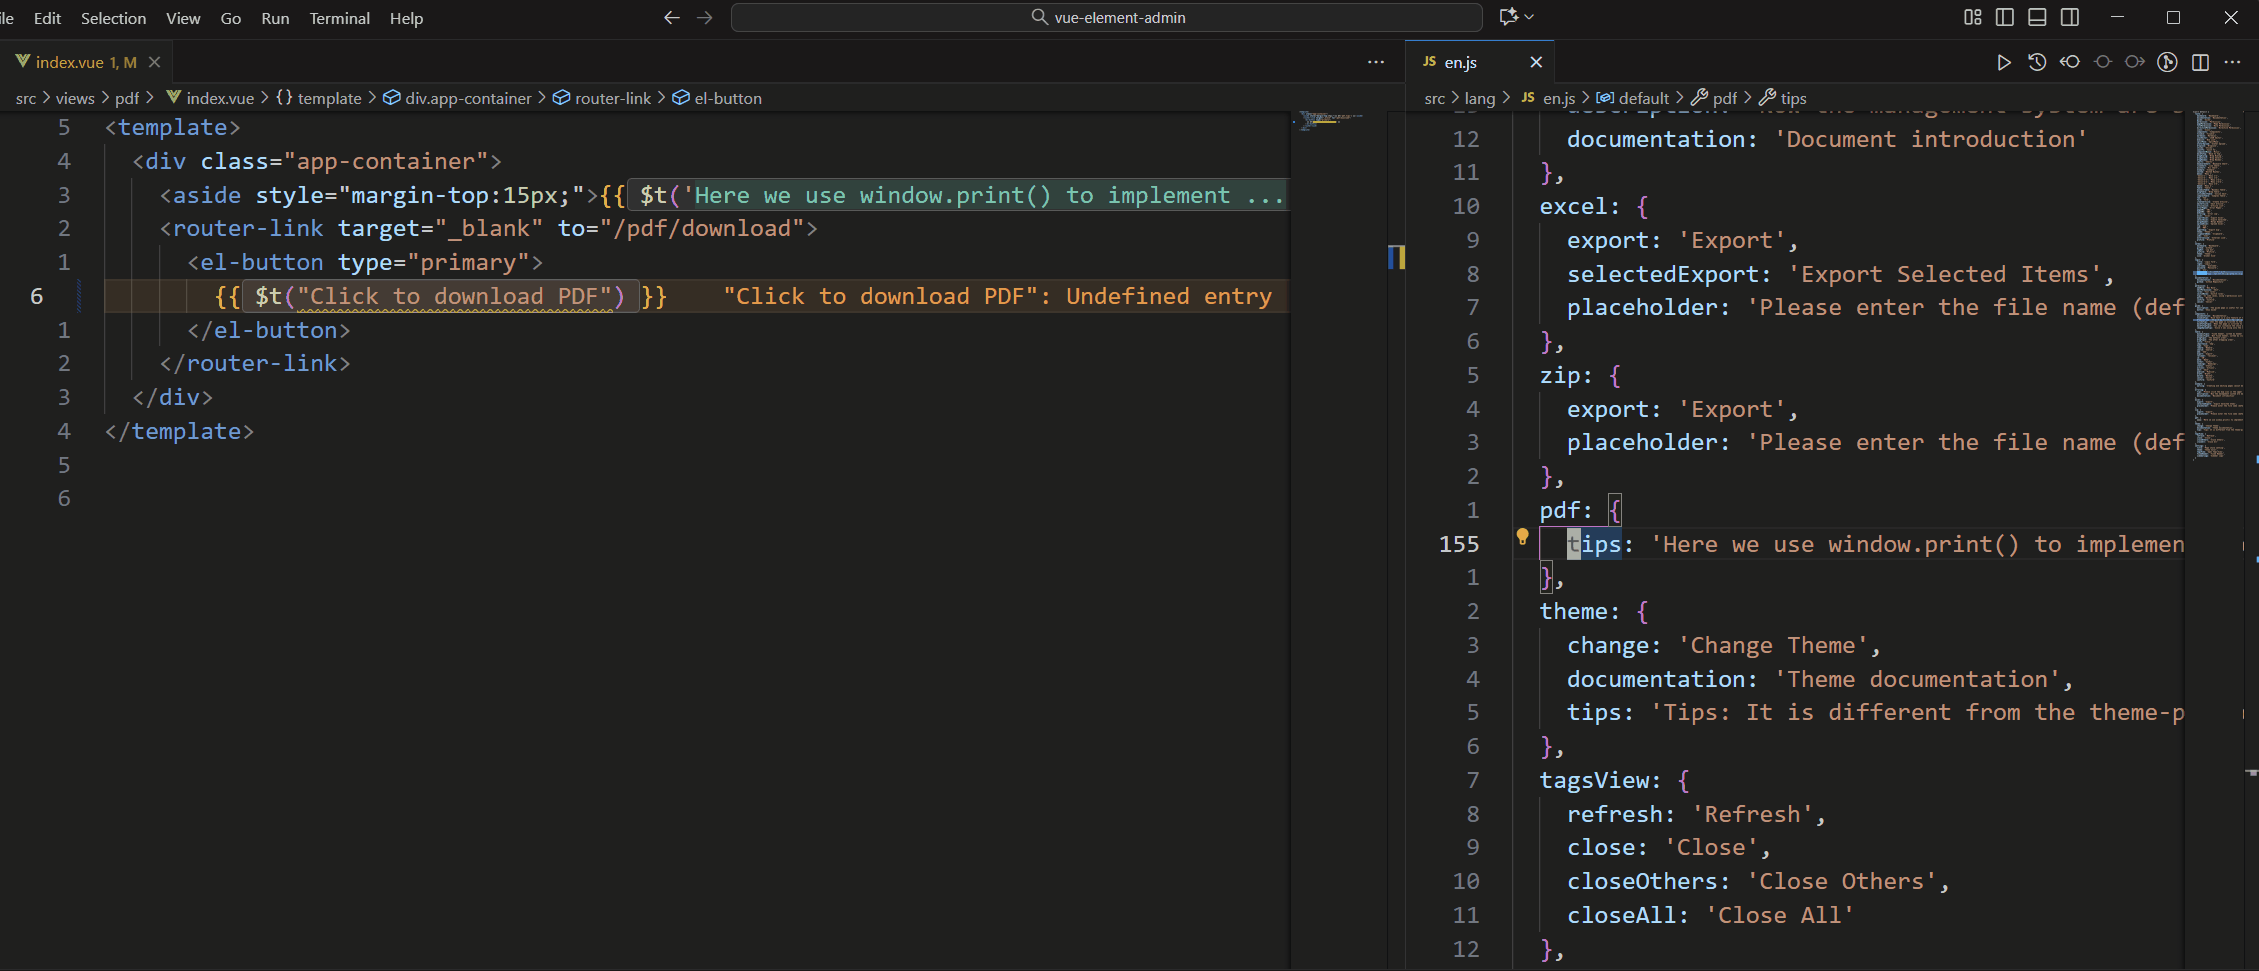 le Edit Selection View Go Run Terminal Help
vue-element-admin
index.vue 1, M
src > views > pdf > index.vue > {} template > div.app-container > router-link > el-button
5 <template>
4 <div class="app-container">
3 <aside style="margin-top:15px;">{{ $t('Here we use window.print() to implement ...
2 <router-link target="_blank" to="/pdf/download">
1 <el-button type="primary">
6 {{ $t("Click to download PDF") }} "Click to download PDF": Undefined entry
1 </el-button>
2 </router-link>
3 </div>
4 </template>
5
6
JS en.js
src > lang > JS en.js > default > pdf > tips
12 documentation: 'Document introduction'
11 },
10 excel: {
9 export: 'Export',
8 selectedExport: 'Export Selected Items',
7 placeholder: 'Please enter the file name (def
6 },
5 zip: {
4 export: 'Export',
3 placeholder: 'Please enter the file name (def
2 },
1 pdf: {
155 tips: 'Here we use window.print() to implemen
1 },
2 theme: {
3 change: 'Change Theme',
4 documentation: 'Theme documentation',
5 tips: 'Tips: It is different from the theme-p
6 },
7 tagsView: {
8 refresh: 'Refresh',
9 close: 'Close',
10 closeOthers: 'Close Others',
11 closeAll: 'Close All'
12 },